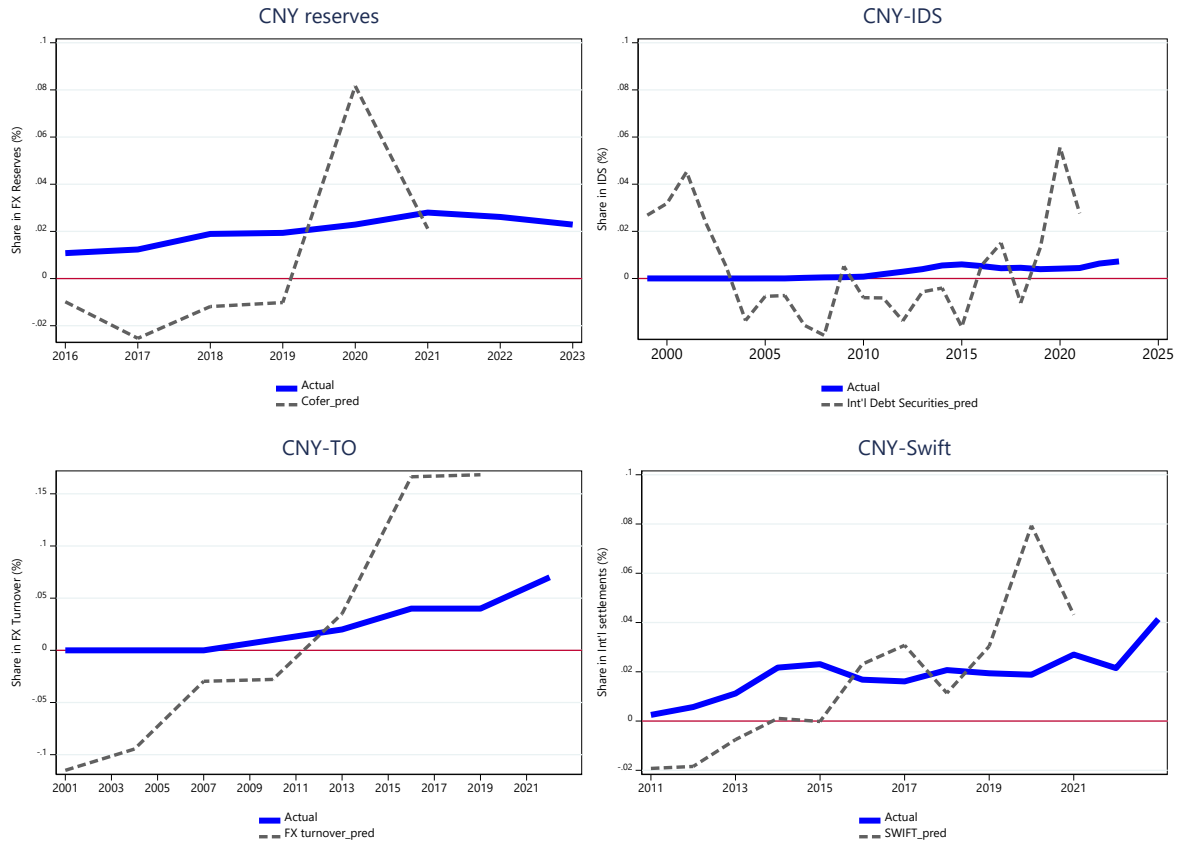 CNY reserves
Share in FX Reserves (%)
.1
.08
.06
.04
.02
0
-.02
2016 2017 2018 2019 2020 2021 2022 2023
Actual
Cofer_pred
CNY-IDS
Share in IDS (%)
.1
.08
.06
.04
.02
0
2000 2005 2010 2015 2020 2025
Actual
Int'l Debt Securities_pred
CNY-TO
Share in FX Turnover (%)
.15
.1
.05
0
-.05
-.1
2001 2003 2005 2007 2009 2011 2013 2015 2017 2019 2021
Actual
FX turnover_pred
CNY-Swift
Share in Int'l settlements (%)
.1
.08
.06
.04
.02
0
-.02
2011 2013 2015 2017 2019 2021
Actual
SWIFT_pred